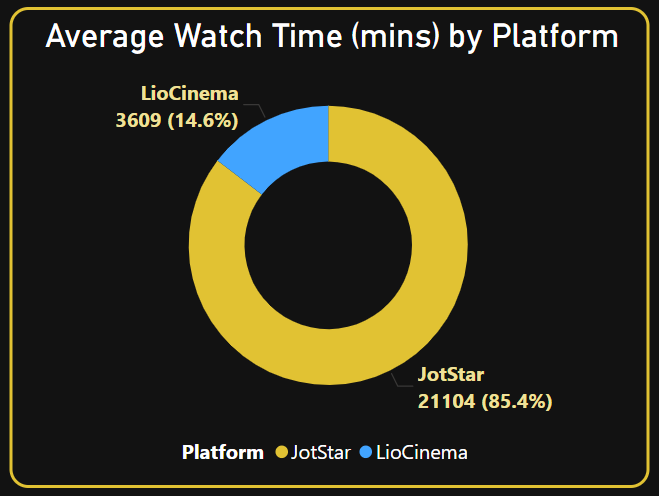 Average Watch Time (mins) by Platform
LioCinema
3609 (14.6%)
JotStar
21104 (85.4%)
Platform JotStar LioCinema